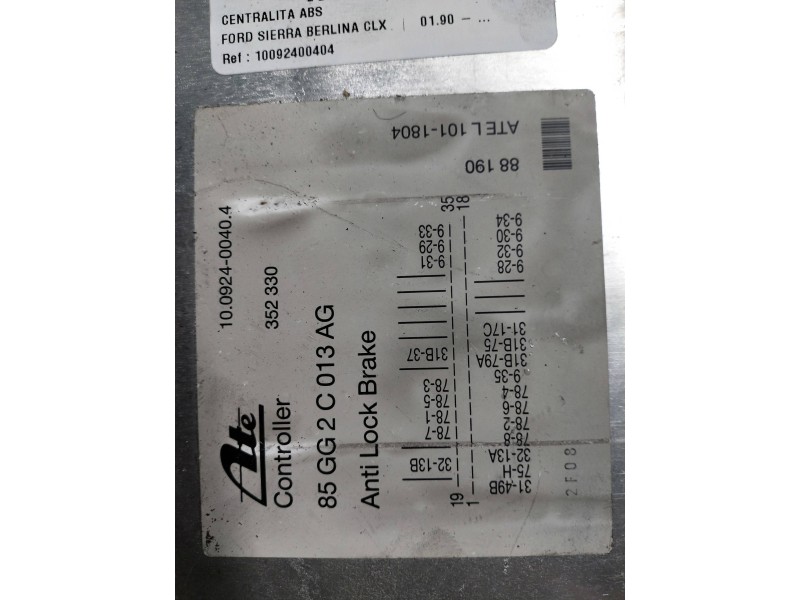 CENTRALITA ABS
FORD SIERRA BERLINA CLX | 01.90 - ...
Ref : 10092400404
Ate
10.0924-0040.4
Controller
352 330
85 GG 2 C 013 AG
Anti Lock Brake
ATE L 101-1804
88 190
19
35
32-13B
78-7
78-1
78-5
78-3
31B-37
9-31
9-29
9-33
1
18
31-49B
75-H
32-13A
78-8
78-2
78-6
78-4
9-35
31B-79A
31B-75
31-17C
9-28
9-32
9-30
9-34
2F08